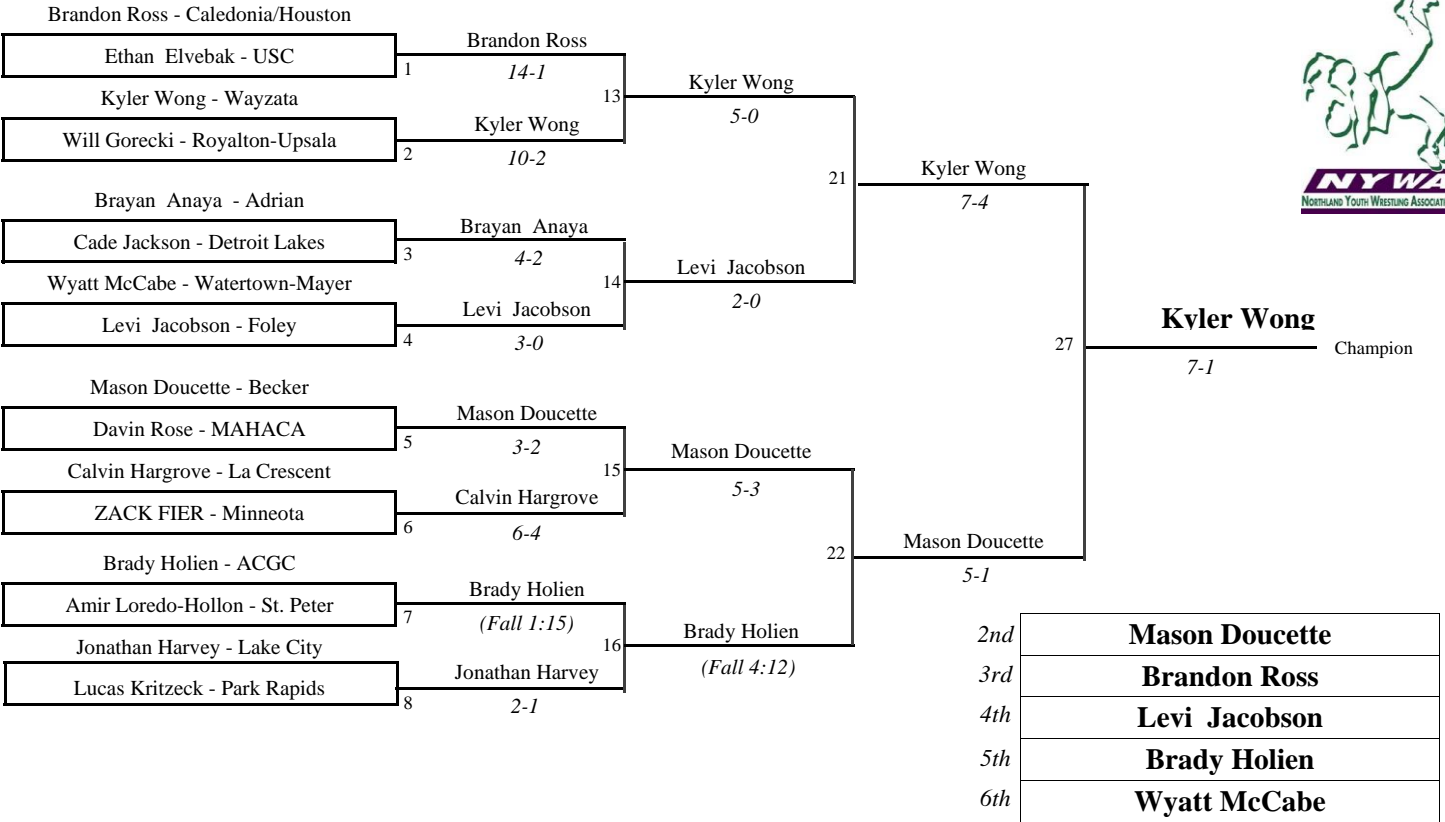 Brandon Ross - Caledonia/Houston
Ethan Elvebak - USC
1
Kyler Wong - Wayzata
Will Gorecki - Royalton-Upsala
2
Brayan Anaya - Adrian
Cade Jackson - Detroit Lakes
3
Wyatt McCabe - Watertown-Mayer
Levi Jacobson - Foley
4
Mason Doucette - Becker
Davin Rose - MAHACA
5
Calvin Hargrove - La Crescent
ZACK FIER - Minneota
6
Brady Holien - ACGC
Amir Loredo-Hollon - St. Peter
7
Jonathan Harvey - Lake City
Lucas Kritzeck - Park Rapids
8
Brandon Ross
14-1
13
Kyler Wong
10-2
Brayan Anaya
4-2
14
Levi Jacobson
3-0
Mason Doucette
3-2
15
Calvin Hargrove
6-4
Brady Holien
(Fall 1:15)
16
Jonathan Harvey
2-1
Kyler Wong
5-0
21
Levi Jacobson
2-0
Mason Doucette
5-3
22
Brady Holien
(Fall 4:12)
Kyler Wong
7-4
27
Mason Doucette
5-1
Kyler Wong
7-1
Champion
NYWA
NORTHLAND YOUTH WRESTLING
2nd Mason Doucette
3rd Brandon Ross
4th Levi Jacobson
5th Brady Holien
6th Wyatt McCabe